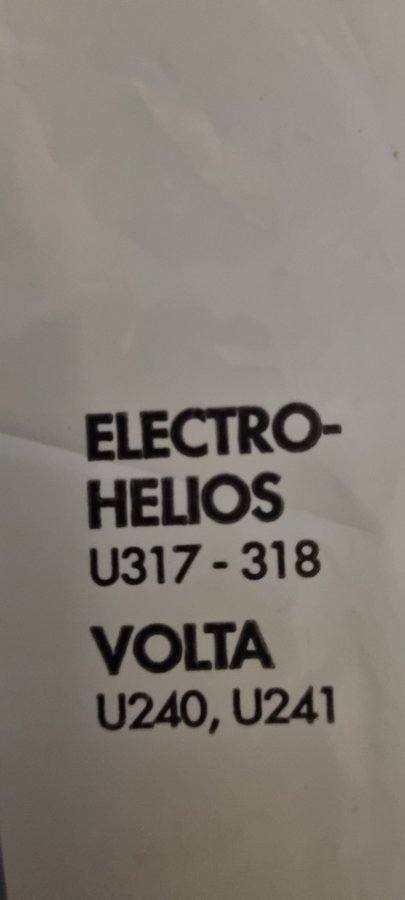 ELECTRO-
HELIOS
U317 - 318
VOLTA
U240, U241